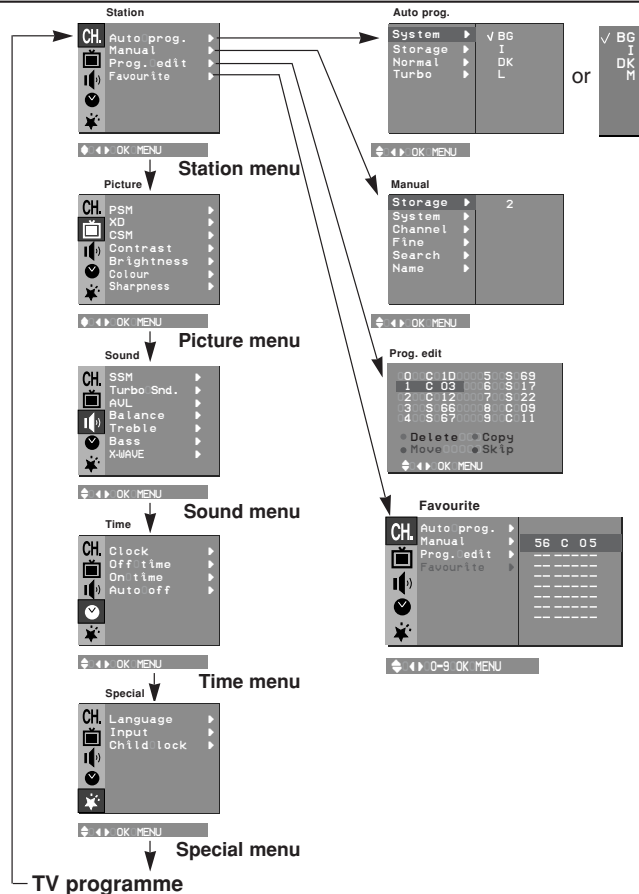 Station
CH.
Auto prog.
Manual
Prog. edit
Favourite
OK MENU
Station menu
Picture
CH.
PSM
XD
CSM
Contrast
Brightness
Colour
Sharpness
OK MENU
Picture menu
Sound
CH.
SSM
Turbo Snd.
AVL
Balance
Treble
Bass
X-WAVE
OK MENU
Sound menu
Time
CH.
Clock
Off time
On time
Auto off
OK MENU
Time menu
Special
CH.
Language
Input
Child lock
OK MENU
Special menu
TV programme
Auto prog.
System √ BG
Storage I
Normal DK
Turbo L
OK MENU
or
√ BG
I
DK
M
Manual
Storage 2
System
Channel
Fine
Search
Name
OK MENU
Prog. edit
0 C 10 5 S 69
1 C 03 6 S 17
2 C 12 7 S 22
3 S 66 8 C 09
4 S 67 9 C 11
Delete Copy
Move Skip
OK MENU
Favourite
CH.
Auto prog.
Manual 56 C 05
Prog. edit -- ------
Favourite -- ------
-- ------
-- ------
-- ------
-- ------
-- ------
0-9 OK MENU